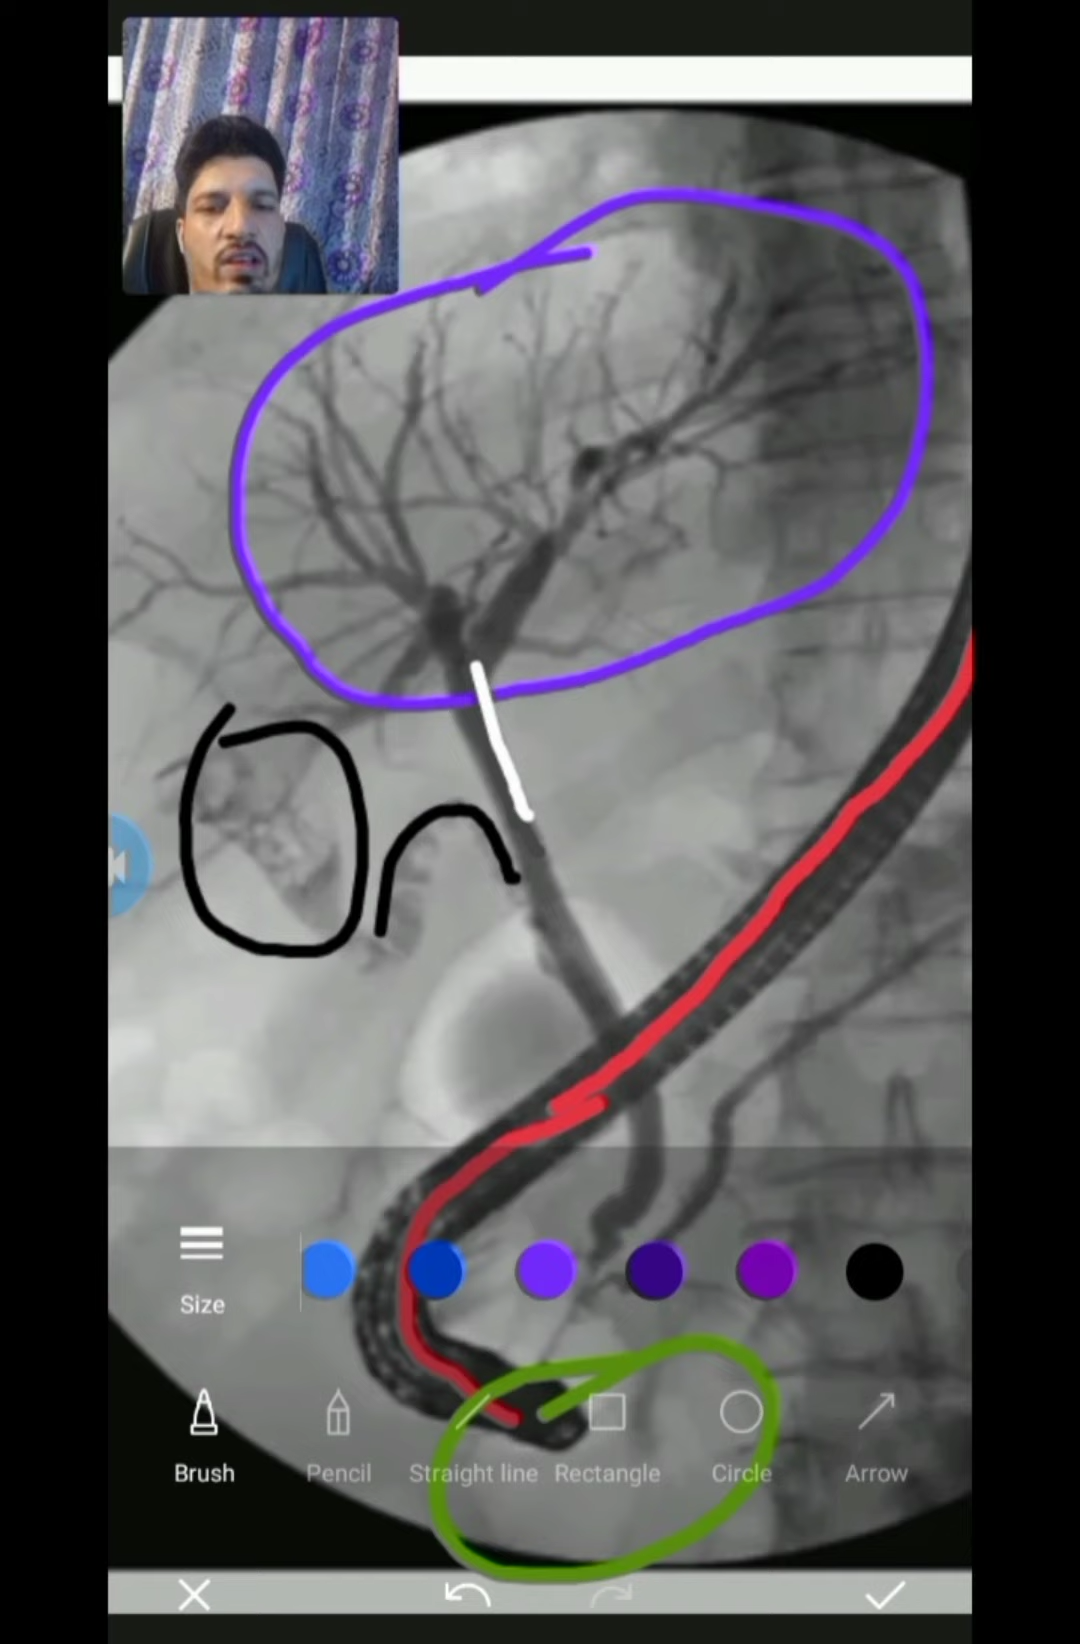 Size
Brush
Pencil
Straight line
Rectangle
Circle
Arrow